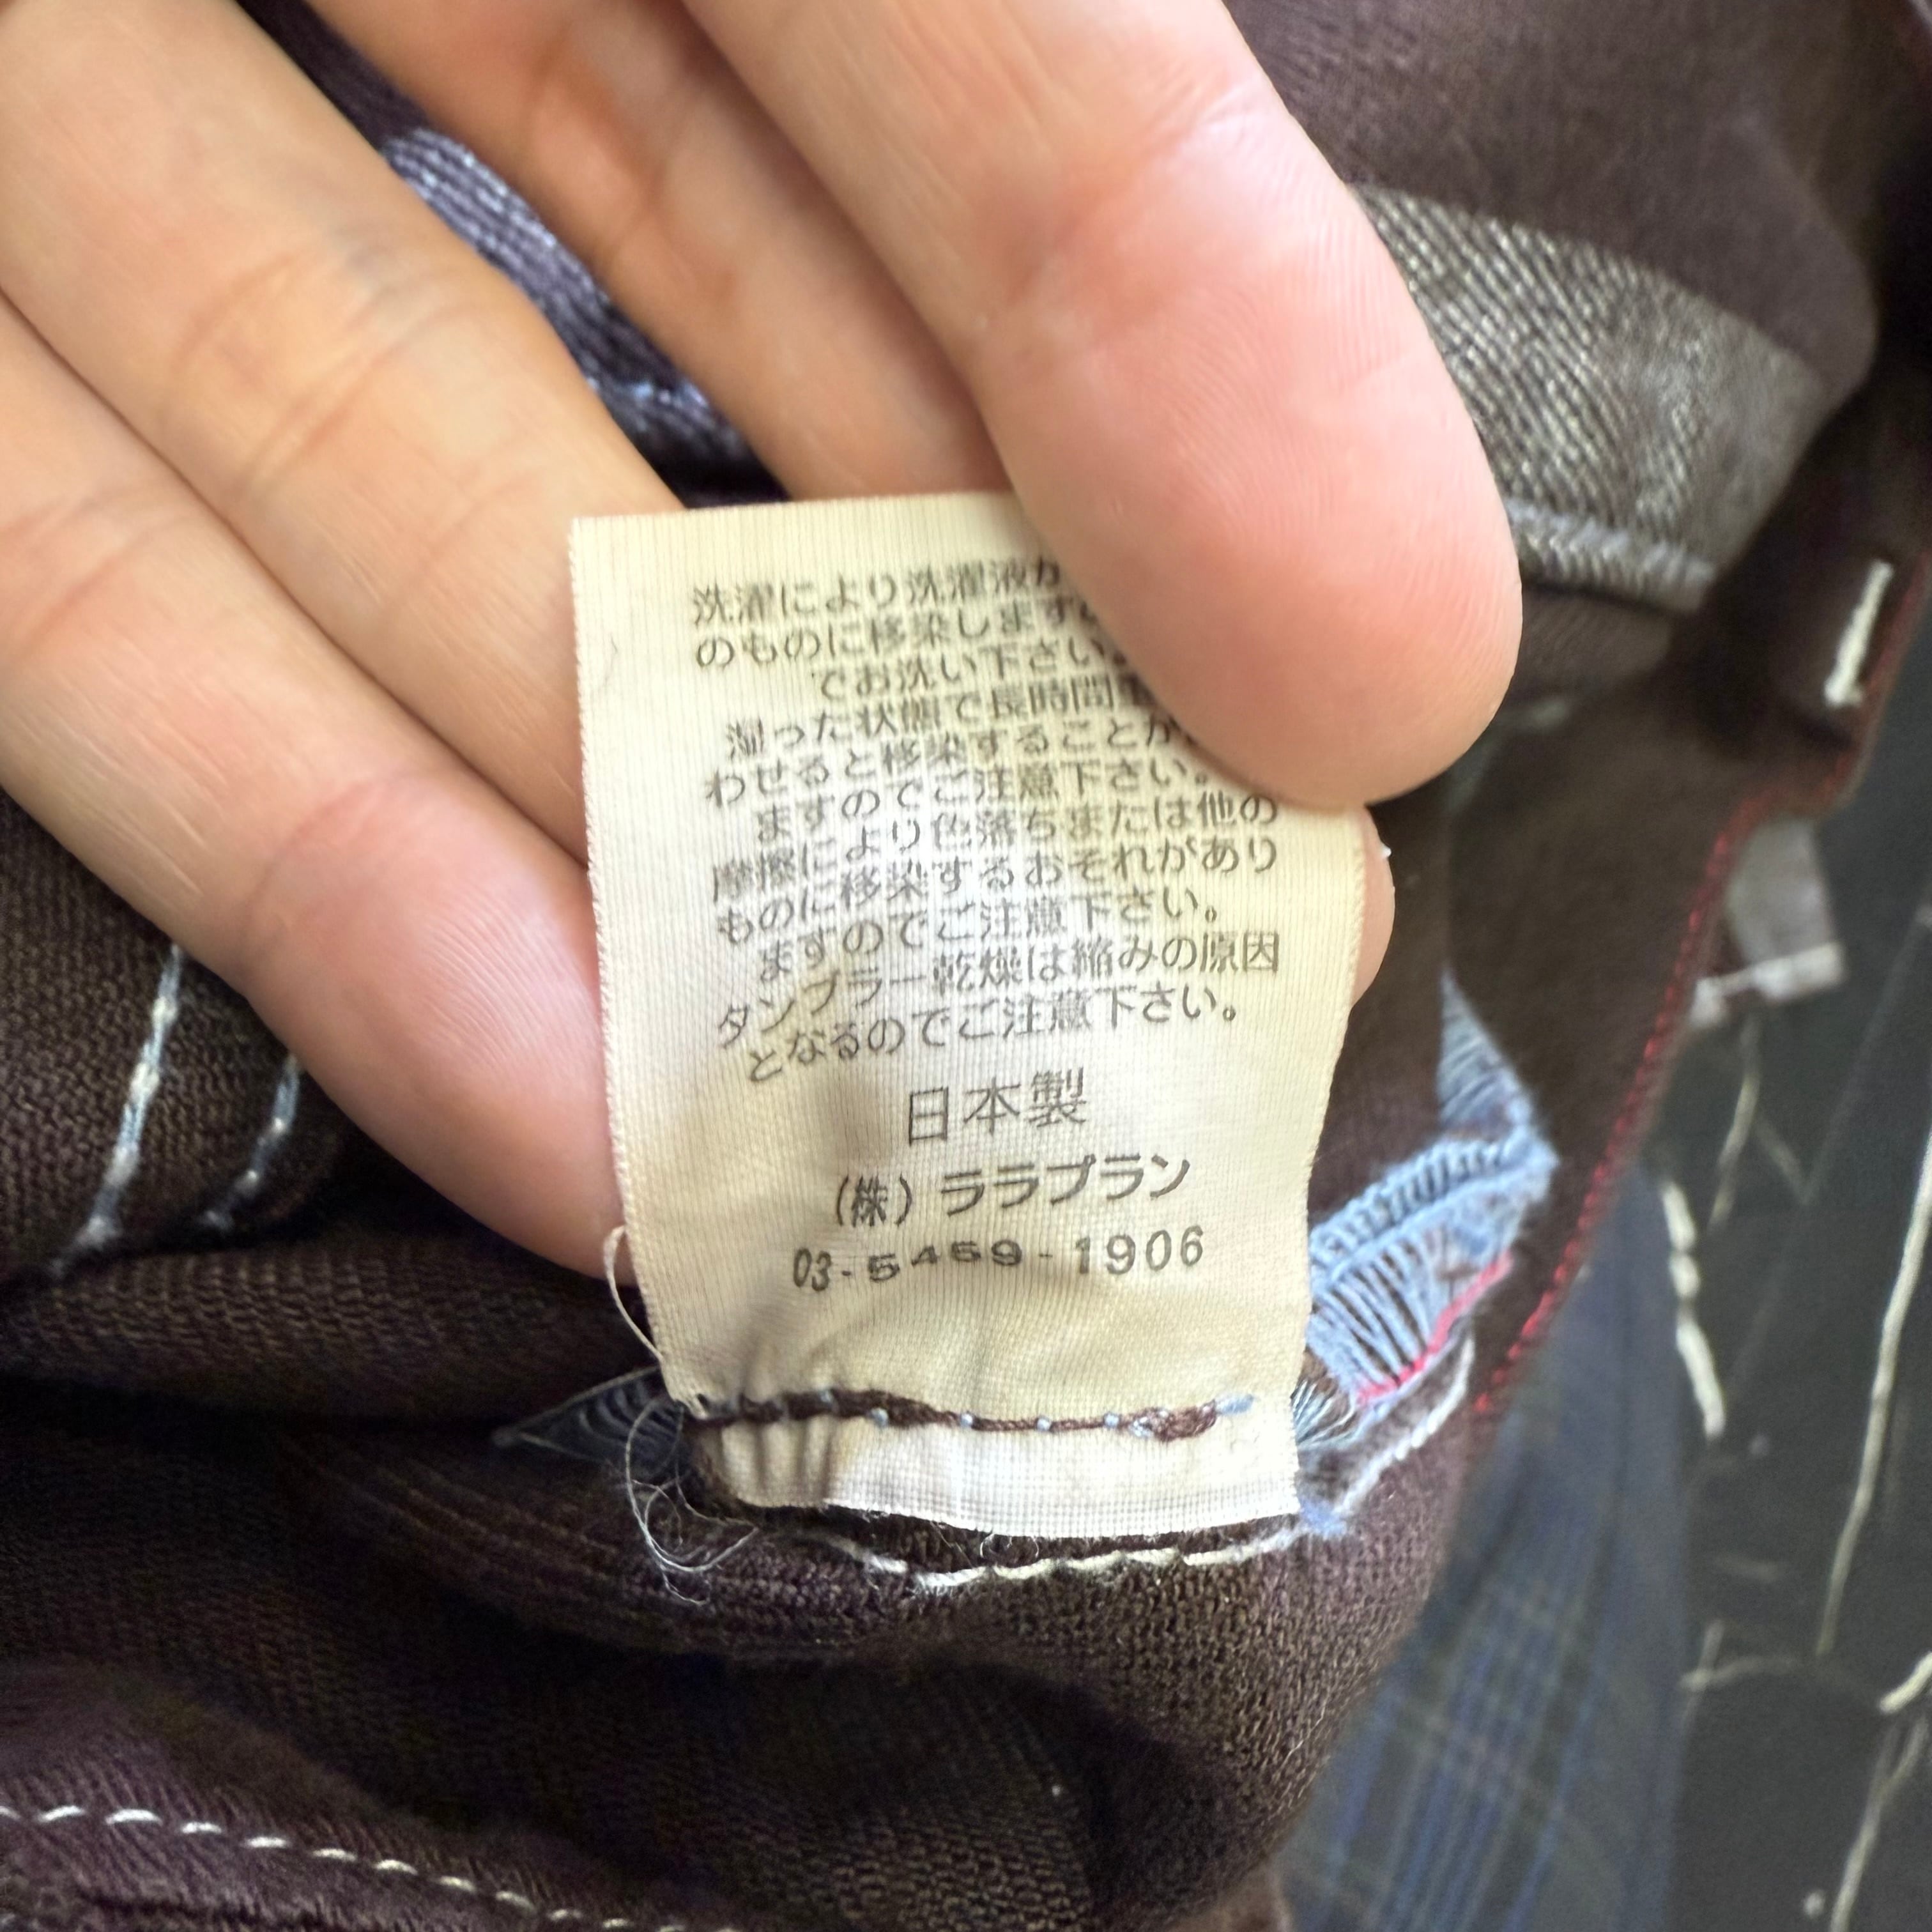 洗濯により洗濯液が
のものに移染します
でお洗い下さい。
湿った状態で長時間重
わせると移染することが
ますのでご注意下さい。
摩擦により色落ちまたは他の
ものに移染するおそれがあり
ますのでご注意下さい。
タンブラー乾燥は縮みの原因
となるのでご注意下さい。
日本製
(株) ララプラン
03-5459-1906